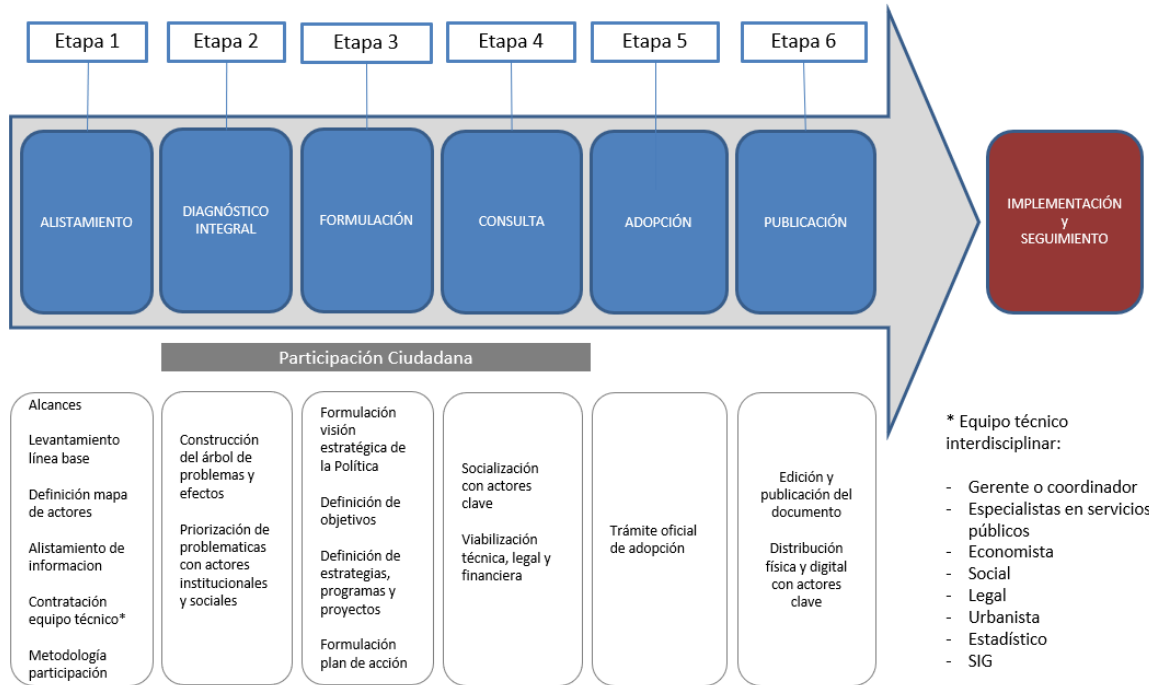 Etapa 1
Etapa 2
Etapa 3
Etapa 4
Etapa 5
Etapa 6
ALISTAMIENTO
DIAGNÓSTICO
INTEGRAL
FORMULACIÓN
CONSULTA
ADOPCIÓN
PUBLICACIÓN
IMPLEMENTACIÓN
y
SEGUIMIENTO
Participación Ciudadana
Alcances
Levantamiento
línea base
Definición mapa
de actores
Alistamiento de
informacion
Contratación
equipo técnico*
Metodología
participación
Construcción
del árbol de
problemas y
efectos
Priorización de
problematicas
con actores
institucionales
y sociales
Formulación
visión
estratégica de
la Política
Definición de
objetivos
Definición de
estrategias,
programas y
proyectos
Formulación
plan de acción
Socialización
con actores
clave
Viabilización
técnica, legal y
financiera
Trámite oficial
de adopción
Edición y
publicación del
documento
Distribución
física y digital
con actores
clave
* Equipo técnico
interdisciplinar:
- Gerente o coordinador
- Especialistas en servicios
públicos
- Economista
- Social
- Legal
- Urbanista
- Estadístico
- SIG